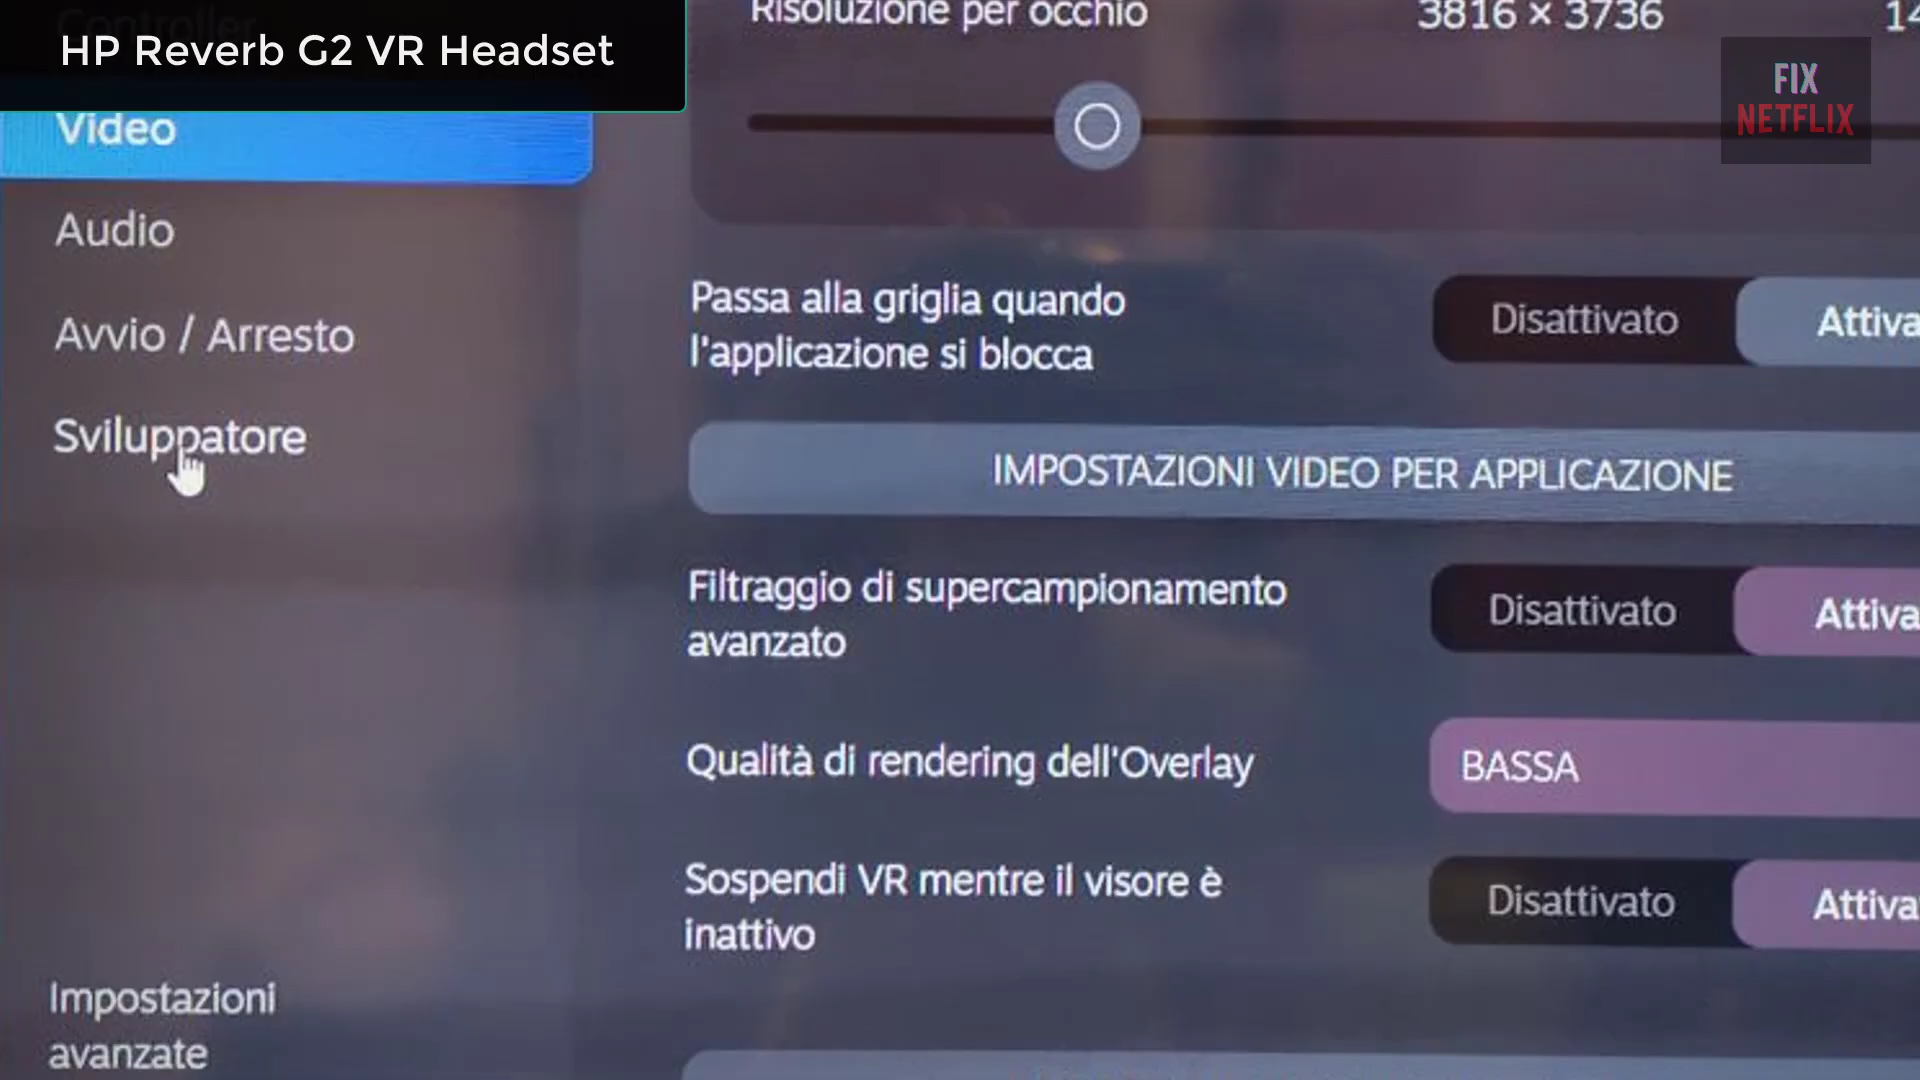 Controller
HP Reverb G2 VR Headset
Video
Audio
Avvio / Arresto
Sviluppatore
Impostazioni
avanzate
Risoluzione per occhio
3816 × 3736
FIX
NETFLIX
Passa alla griglia quando
l'applicazione si blocca
Disattivato
IMPOSTAZIONI VIDEO PER APPLICAZIONE
Filtraggio di supercampionamento
avanzato
Disattivato
Qualità di rendering dell'Overlay
BASSA
Sospendi VR mentre il visore è
inattivo
Disattivato